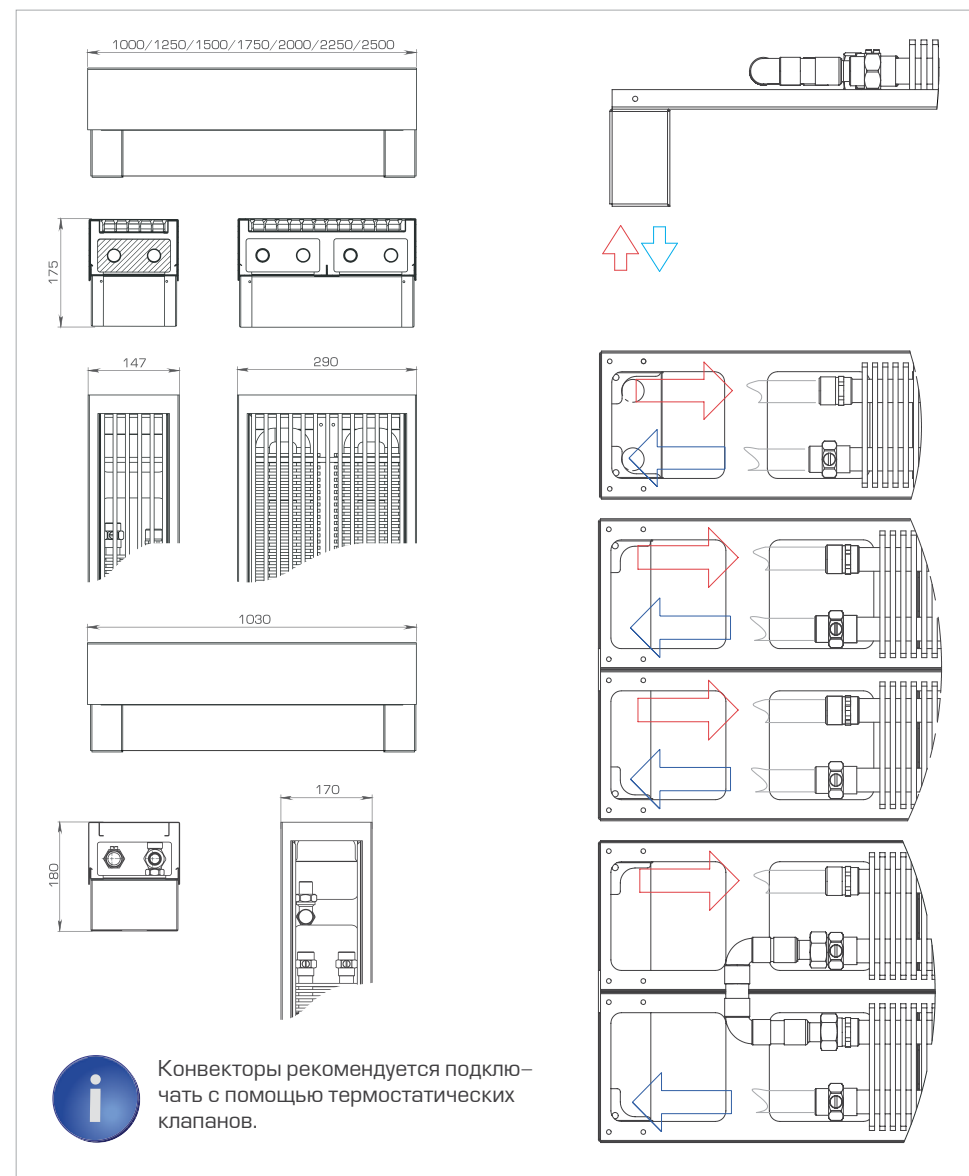 1000/1250/1500/1750/2000/2250/2500
175
147
290
1030
180
170
i
Конвекторы рекомендуется подклю–
чать с помощью термостатических
клапанов.